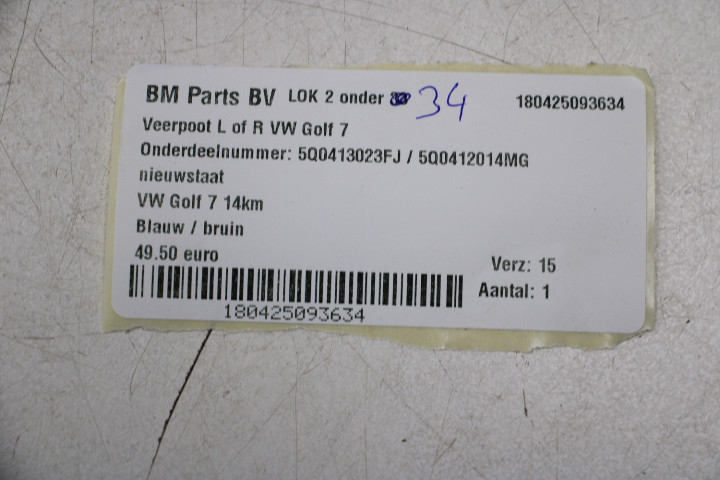 BM Parts BV LOK 2 onder 34 180425093634
Veerpoot L of R VW Golf 7
Onderdeelnummer: 5Q0413023FJ / 5Q0412014MG
nieuwstaat
VW Golf 7 14km
Blauw / bruin
49.50 euro
Verz: 15
Aantal: 1
180425093634